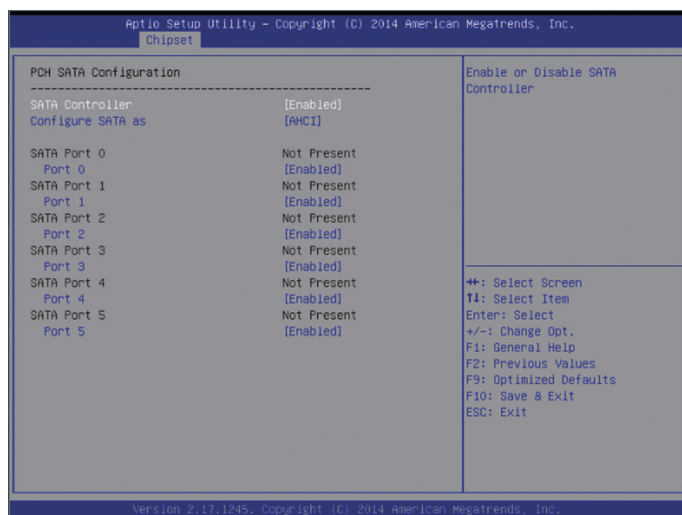 Aptio Setup Utility – Copyright (C) 2014 American Megatrends, Inc.
Chipset
PCH SATA Configuration
SATA Controller [Enabled]
Configure SATA as [AHCI]
SATA Port 0 Not Present
Port 0 [Enabled]
SATA Port 1 Not Present
Port 1 [Enabled]
SATA Port 2 Not Present
Port 2 [Enabled]
SATA Port 3 Not Present
Port 3 [Enabled]
SATA Port 4 Not Present
Port 4 [Enabled]
SATA Port 5 Not Present
Port 5 [Enabled]
Enable or Disable SATA
Controller
→←: Select Screen
↑↓: Select Item
Enter: Select
+/-: Change Opt.
F1: General Help
F2: Previous Values
F9: Optimized Defaults
F10: Save & Exit
ESC: Exit
Version 2.17.1245. Copyright (C) 2014 American Megatrends, Inc.